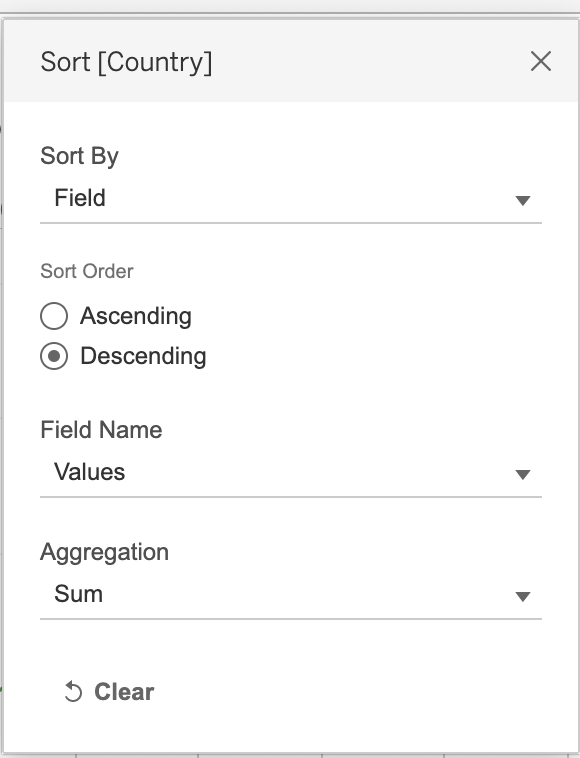 Sort [Country]
Sort By
Field
Sort Order
Ascending
Descending
Field Name
Values
Aggregation
Sum
Clear